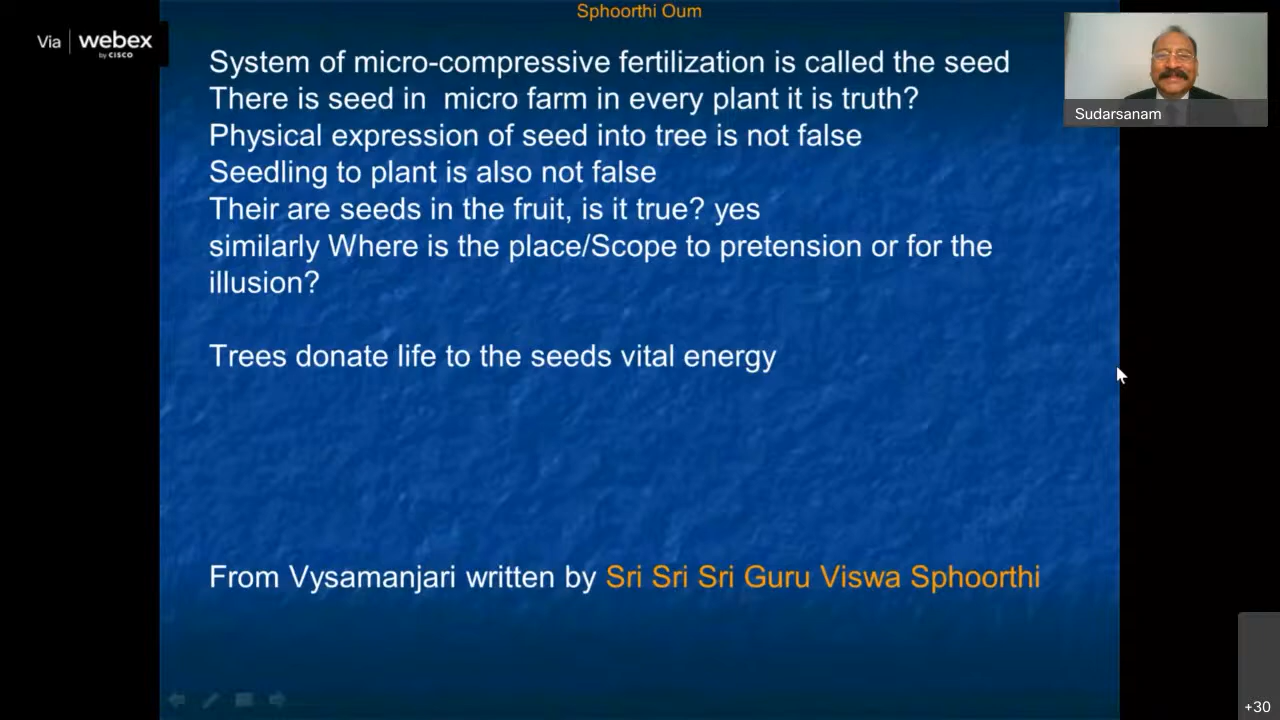 Sphoorthi Oum
Via webex
by CISCO
System of micro-compressive fertilization is called the seed
There is seed in  micro farm in every plant it is truth?
Physical expression of seed into tree is not false
Seedling to plant is also not false
Their are seeds in the fruit, is it true? yes
similarly Where is the place/Scope to pretension or for the
illusion?
Trees donate life to the seeds vital energy
From Vysamanjari written by Sri Sri Sri Guru Viswa Sphoorthi
Sudarsanam
+30